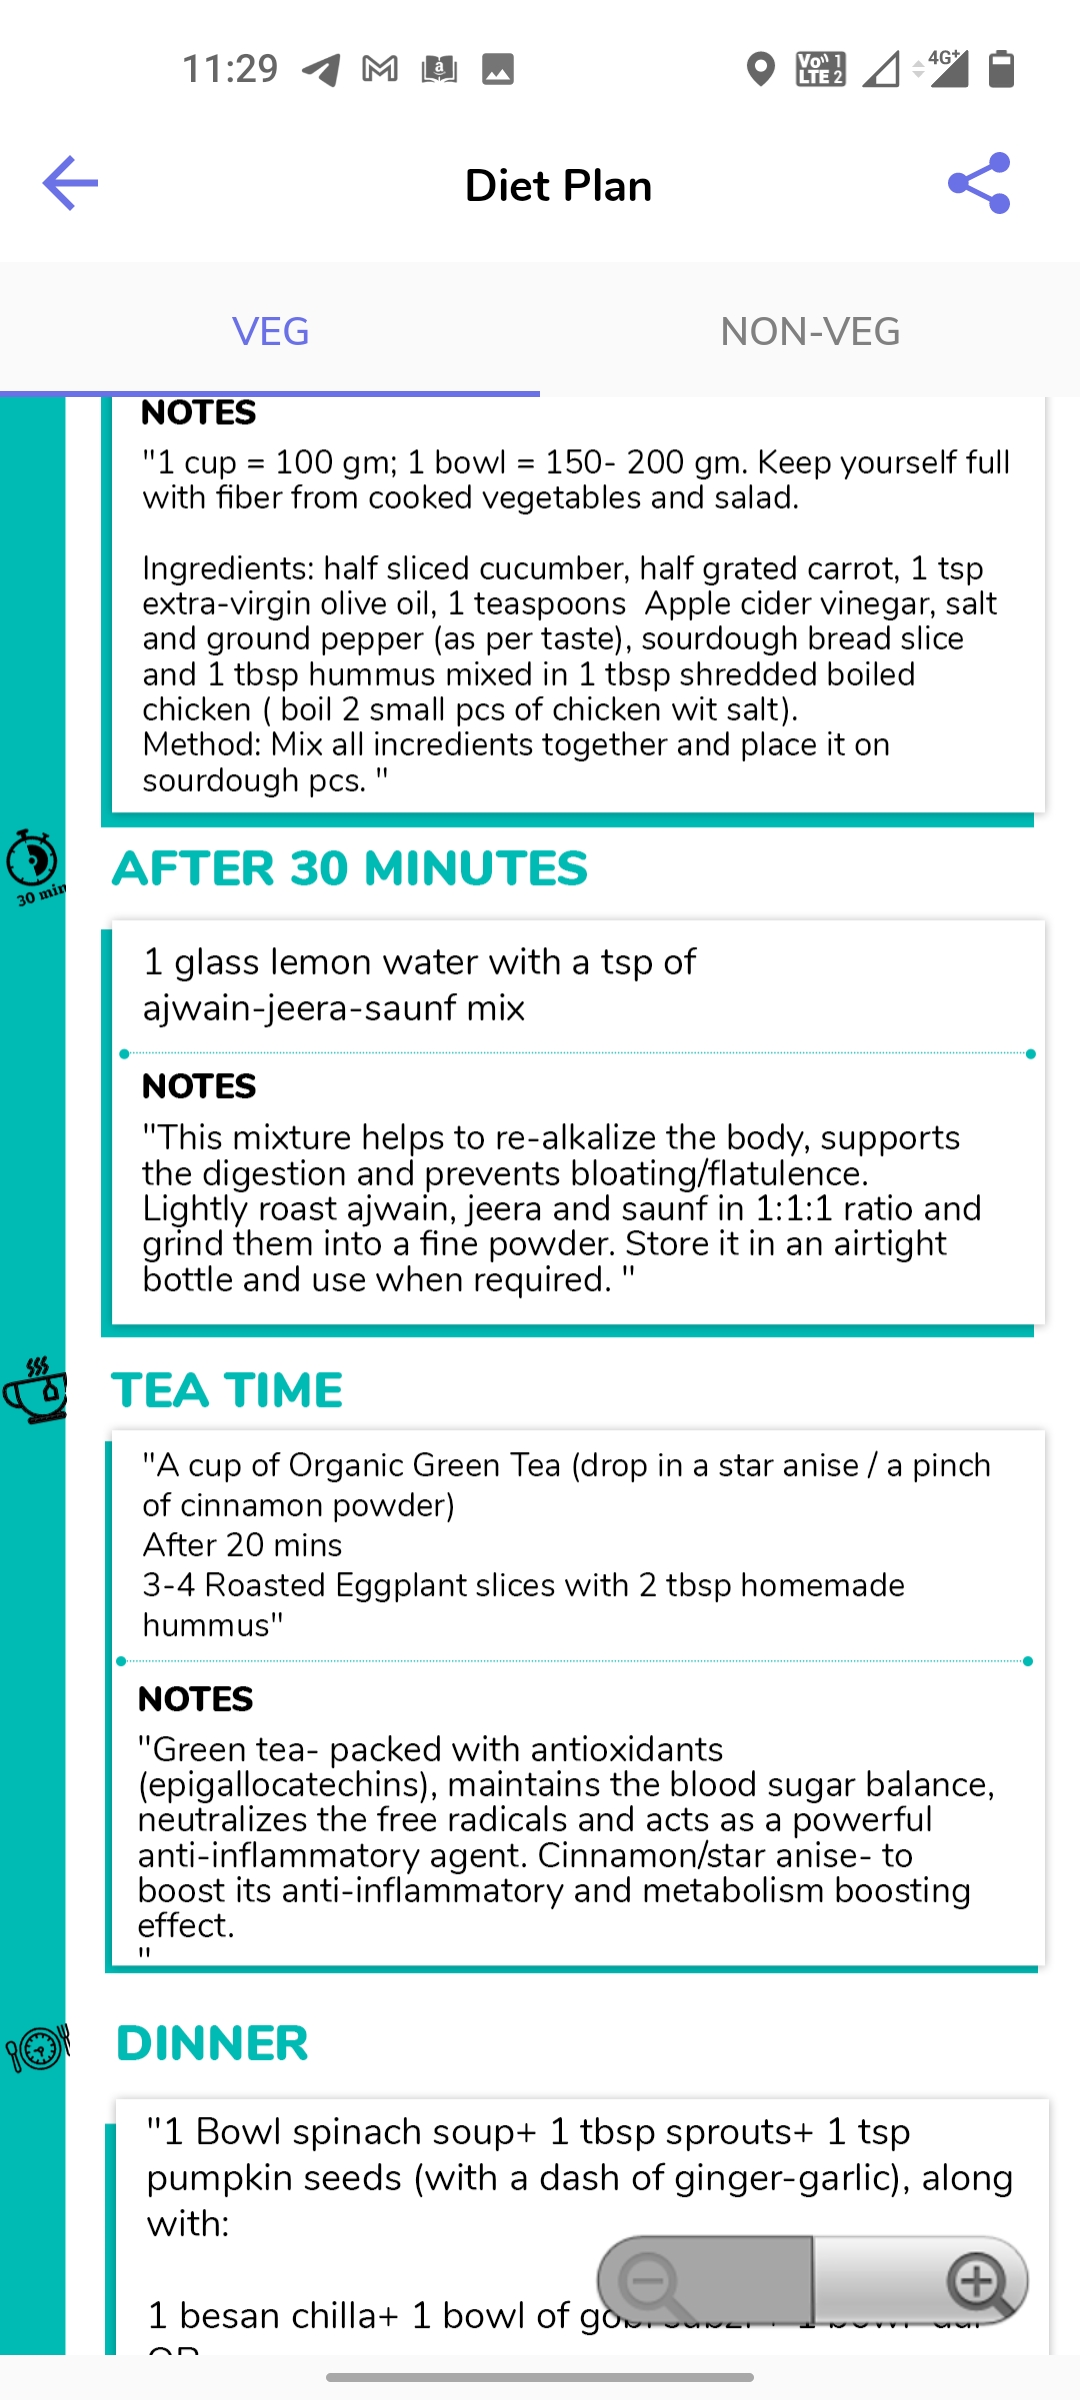 11:29
Vo)) 1
LTE 2
4G+
Diet Plan
VEG
NON-VEG
NOTES
"1 cup = 100 gm; 1 bowl = 150- 200 gm. Keep yourself full
with fiber from cooked vegetables and salad.
Ingredients: half sliced cucumber, half grated carrot, 1 tsp
extra-virgin olive oil, 1 teaspoons  Apple cider vinegar, salt
and ground pepper (as per taste), sourdough bread slice
and 1 tbsp hummus mixed in 1 tbsp shredded boiled
chicken ( boil 2 small pcs of chicken wit salt).
Method: Mix all incredients together and place it on
sourdough pcs. "
30 min
AFTER 30 MINUTES
1 glass lemon water with a tsp of
ajwain-jeera-saunf mix
NOTES
"This mixture helps to re-alkalize the body, supports
the digestion and prevents bloating/flatulence.
Lightly roast ajwain, jeera and saunf in 1:1:1 ratio and
grind them into a fine powder. Store it in an airtight
bottle and use when required. "
TEA TIME
"A cup of Organic Green Tea (drop in a star anise / a pinch
of cinnamon powder)
After 20 mins
3-4 Roasted Eggplant slices with 2 tbsp homemade
hummus"
NOTES
"Green tea- packed with antioxidants
(epigallocatechins), maintains the blood sugar balance,
neutralizes the free radicals and acts as a powerful
anti-inflammatory agent. Cinnamon/star anise- to
boost its anti-inflammatory and metabolism boosting
effect.
"
DINNER
"1 Bowl spinach soup+ 1 tbsp sprouts+ 1 tsp
pumpkin seeds (with a dash of ginger-garlic), along
with:
1 besan chilla+ 1 bowl of